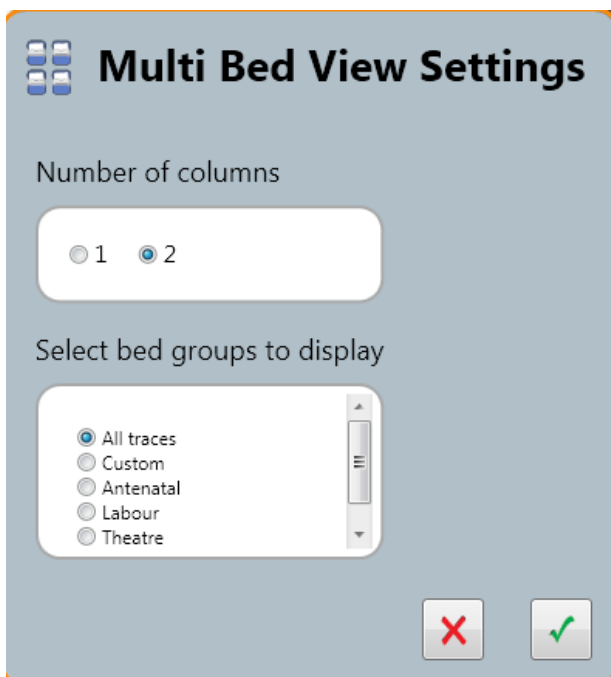 Multi Bed View Settings
Number of columns
1 2
Select bed groups to display
All traces
Custom
Antenatal
Labour
Theatre